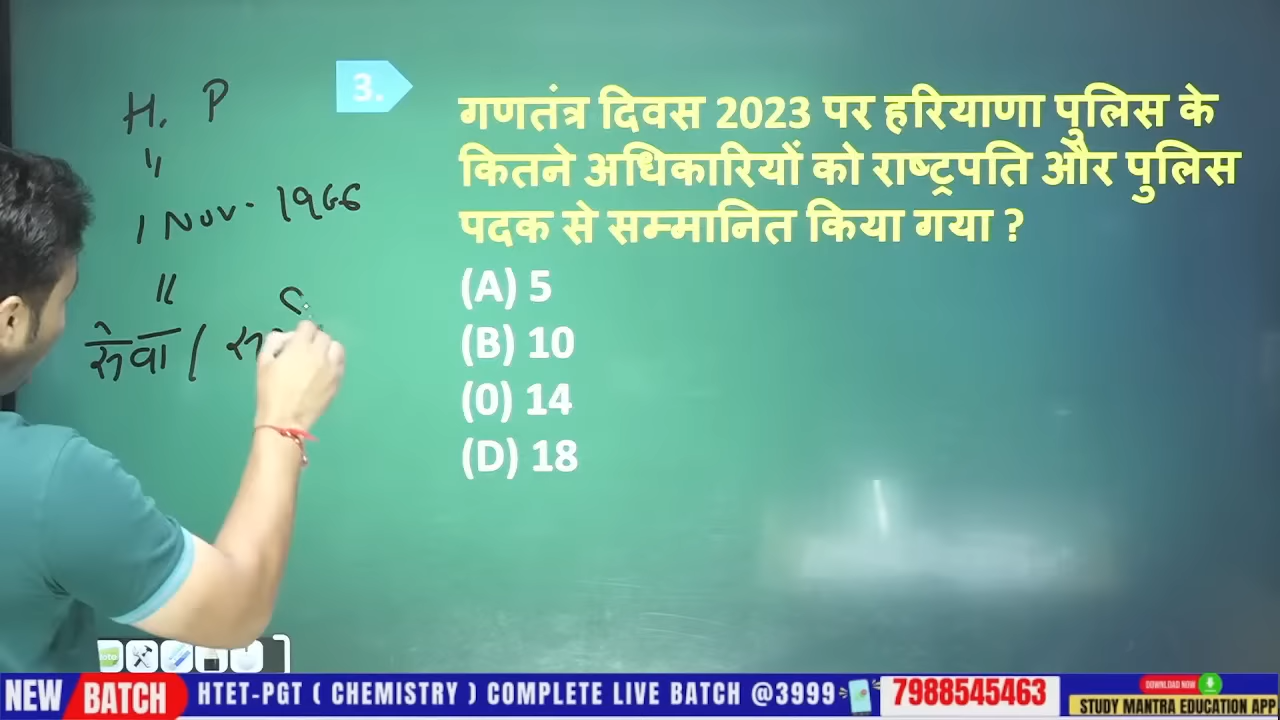 H. P
"
1 Nov. 1966
"
सेवा /
3.
गणतंत्र दिवस 2023 पर हरियाणा पुलिस के
कितने अधिकारियों को राष्ट्रपति और पुलिस
पदक से सम्मानित किया गया ?
(A) 5
(B) 10
(0) 14
(D) 18
NEW BATCH
HTET-PGT ( CHEMISTRY ) COMPLETE LIVE BATCH @3999
7988545463
DOWNLOAD NOW
STUDY MANTRA EDUCATION APP